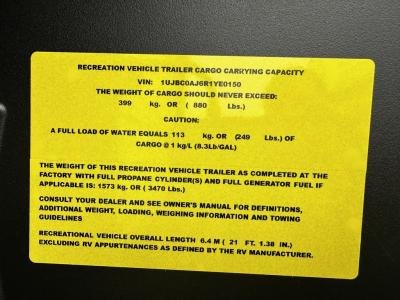 RECREATION VEHICLE TRAILER CARGO CARRYING CAPACITY
VIN: 1UJBC0AJ6R1YE0150
THE WEIGHT OF CARGO SHOULD NEVER EXCEED:
399 kg. OR ( 880 Lbs.)
CAUTION:
A FULL LOAD OF WATER EQUALS 113 kg. OR (249 Lbs.) OF
CARGO @ 1 kg/L (8.3Lb/GAL)
THE WEIGHT OF THIS RECREATION VEHICLE TRAILER AS COMPLETED AT THE
FACTORY WITH FULL PROPANE CYLINDER(S) AND FULL GENERATOR FUEL IF
APPLICABLE IS: 1573 kg. OR ( 3470 Lbs.)
CONSULT YOUR DEALER AND SEE OWNER'S MANUAL FOR DEFINITIONS,
ADDITIONAL WEIGHT, LOADING, WEIGHING INFORMATION AND TOWING
GUIDELINES
RECREATIONAL VEHICLE OVERALL LENGTH 6.4 M ( 21 FT. 1.38 IN.)
EXCLUDING RV APPURTENANCES AS DEFINED BY THE RV MANUFACTURER.